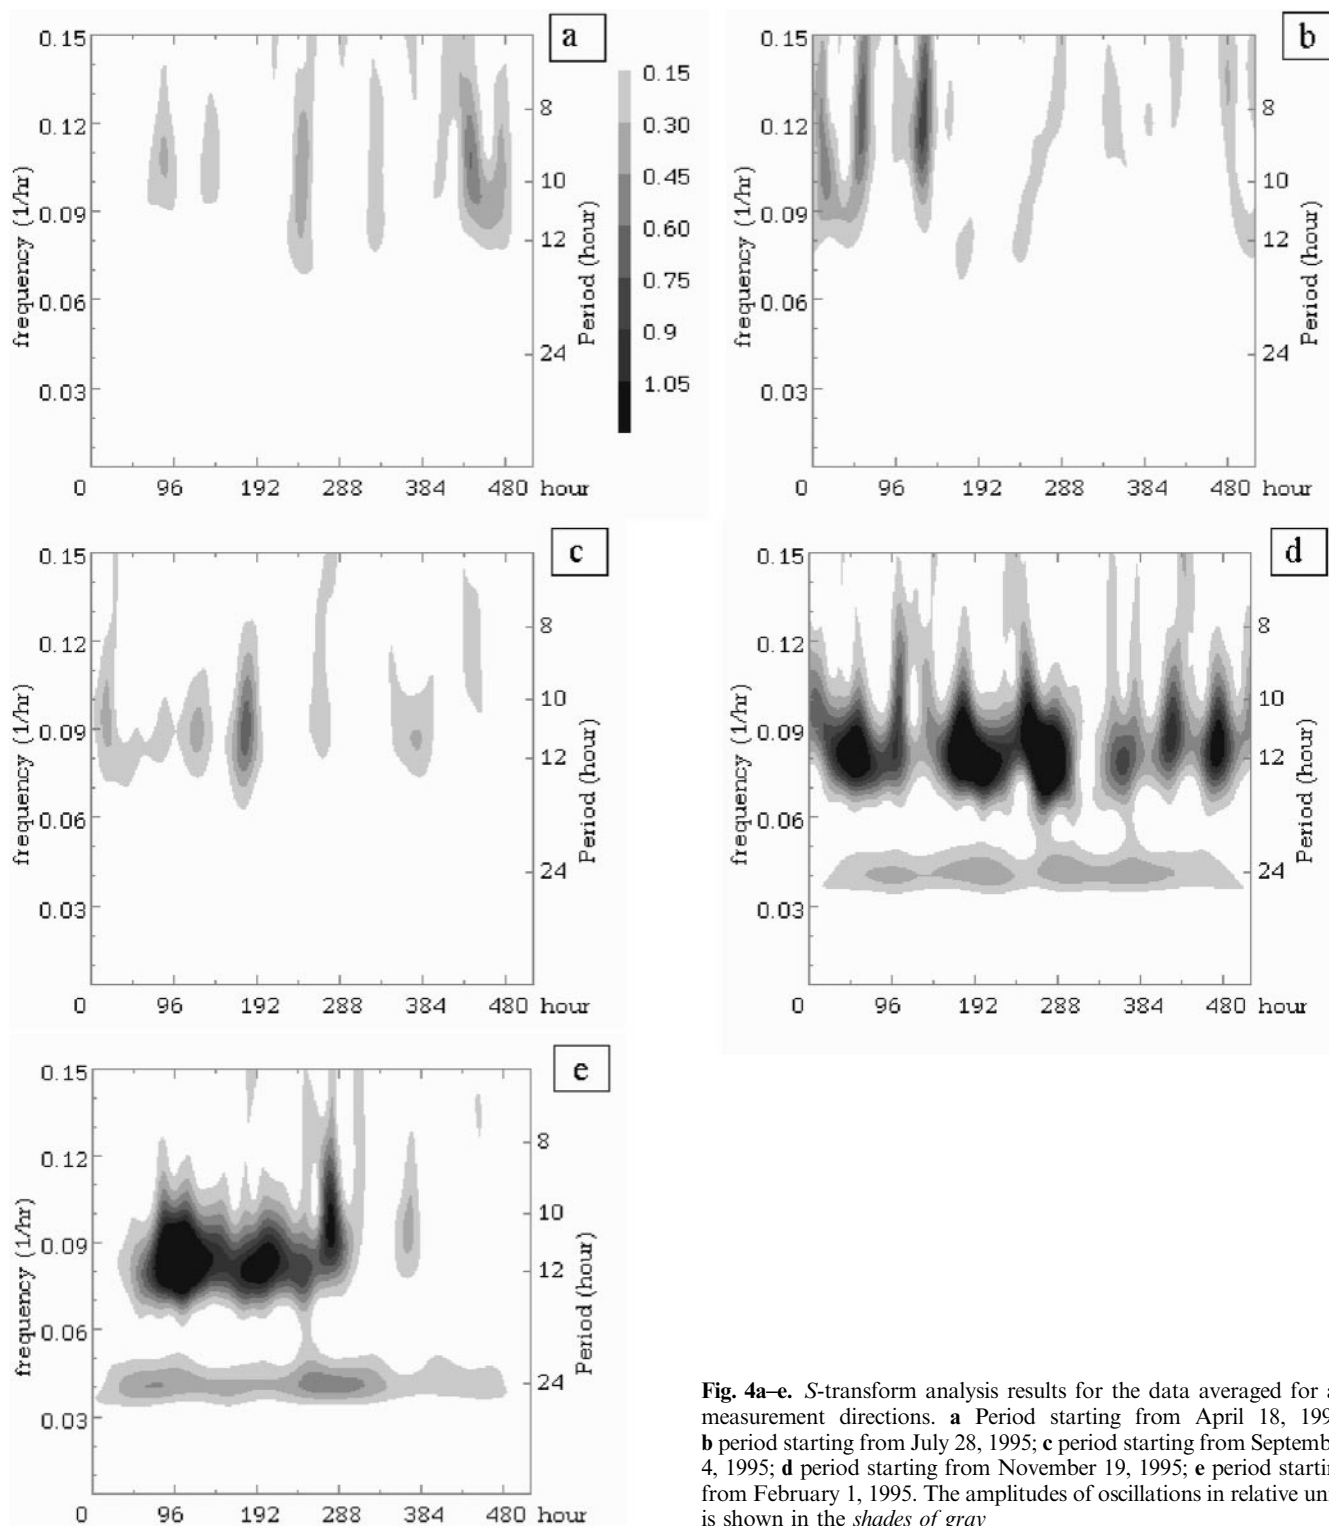 a
0.15
0.12
0.09
0.06
0.03
frequency (1/hr)
0 96 192 288 384 480 hour
8
10
12
24
Period (hour)
0.15
0.30
0.45
0.60
0.75
0.9
1.05
b
0.15
0.12
0.09
0.06
0.03
frequency (1/hr)
0 96 192 288 384 480 hour
8
10
12
24
Period (hour)
c
0.15
0.12
0.09
0.06
0.03
frequency (1/hr)
0 96 192 288 384 480 hour
8
10
12
24
Period (hour)
d
0.15
0.12
0.09
0.06
0.03
frequency (1/hr)
0 96 192 288 384 480 hour
8
10
12
24
Period (hour)
e
0.15
0.12
0.09
0.06
0.03
frequency (1/hr)
0 96 192 288 384 480 hour
8
10
12
24
Period (hour)
Fig. 4a–e. S-transform analysis results for the data averaged for
measurement directions. a Period starting from April 18,
b period starting from July 28, 1995; c period starting from Septemb
4, 1995; d period starting from November 19, 1995; e period startin
from February 1, 1995. The amplitudes of oscillations in relative un
is shown in the shades of gray